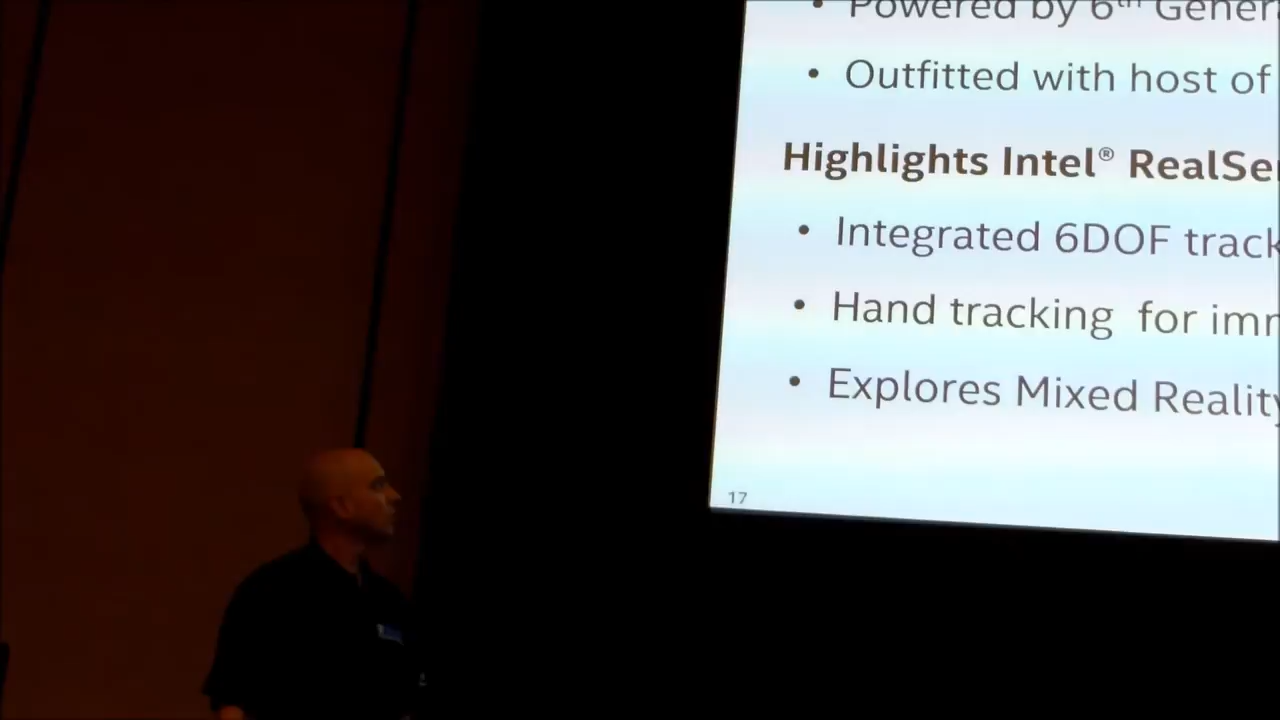 • Powered by 6th Gener
• Outfitted with host of
Highlights Intel® RealSe
• Integrated 6DOF track
• Hand tracking for imm
• Explores Mixed Reality
17